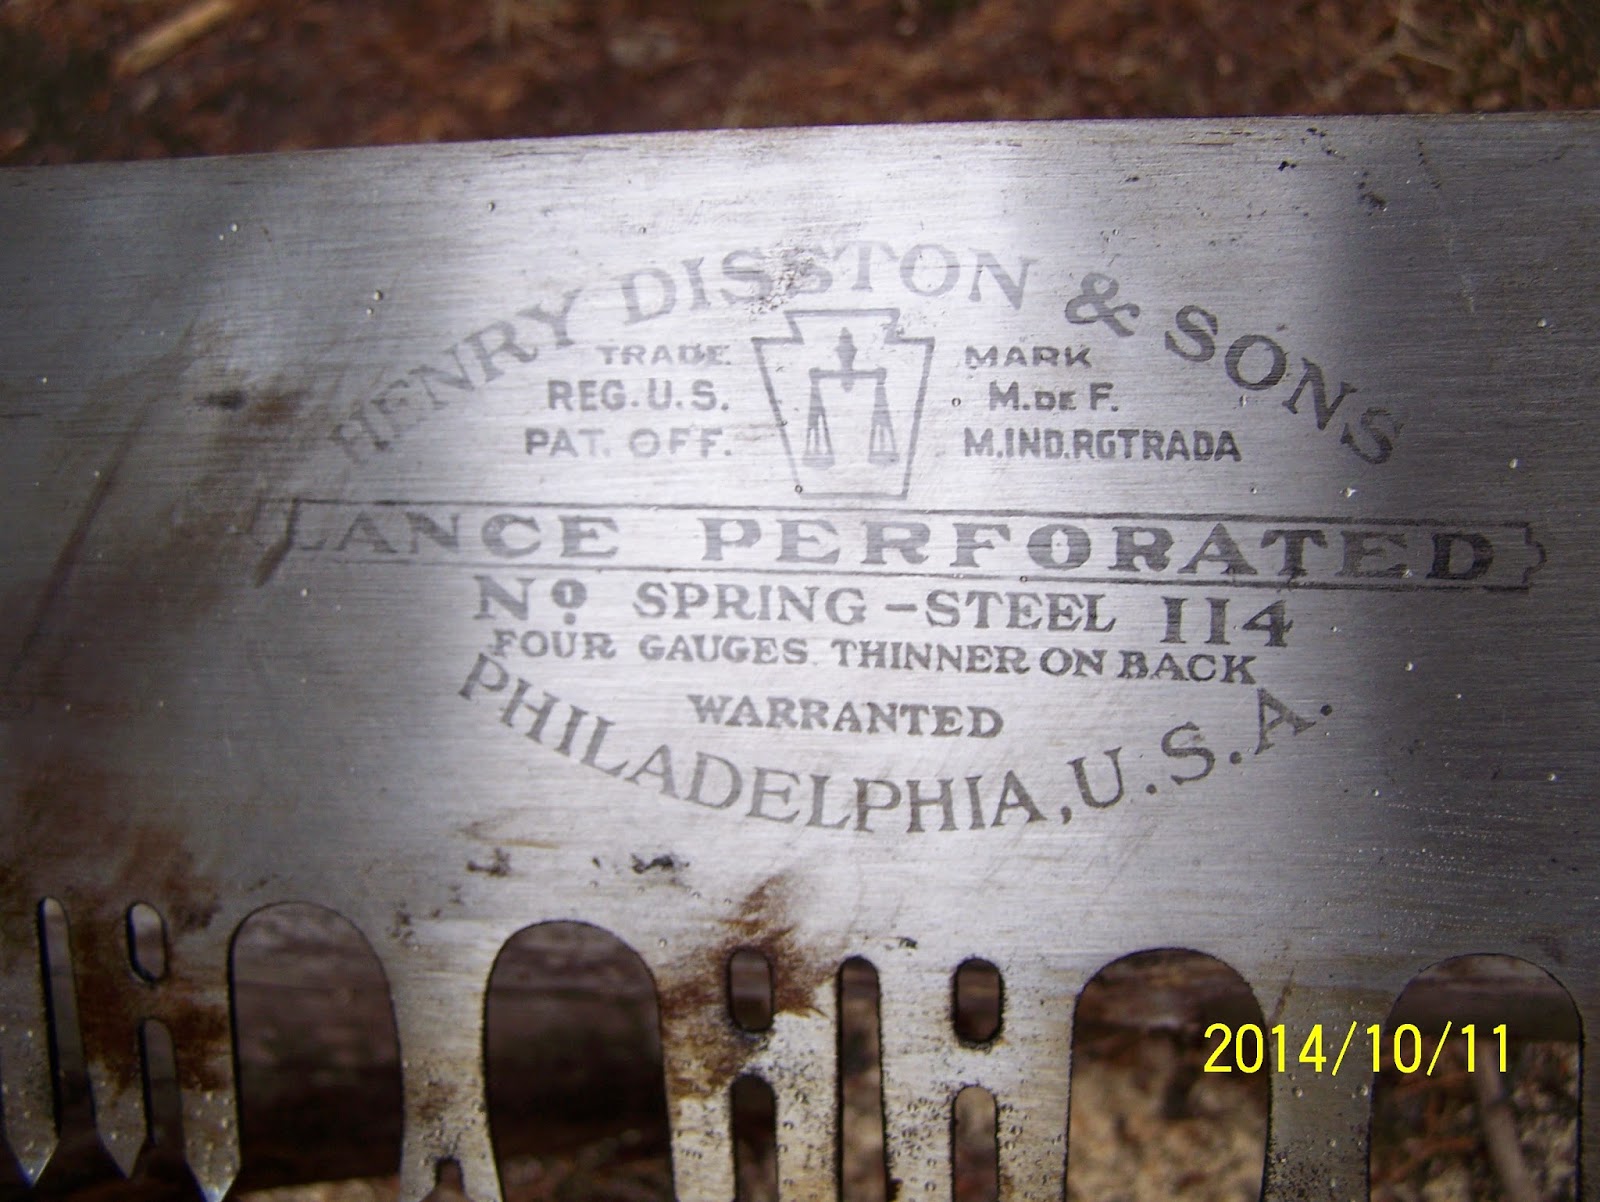 HENRY DISSTON & SONS
TRADE MARK
REG. U.S. M. DE F.
PAT. OFF. M.IND.RGTRADA
LANCE PERFORATED
No SPRING-STEEL 114
FOUR GAUGES THINNER ON BACK
WARRANTED
PHILADELPHIA, U.S.A.
2014/10/11